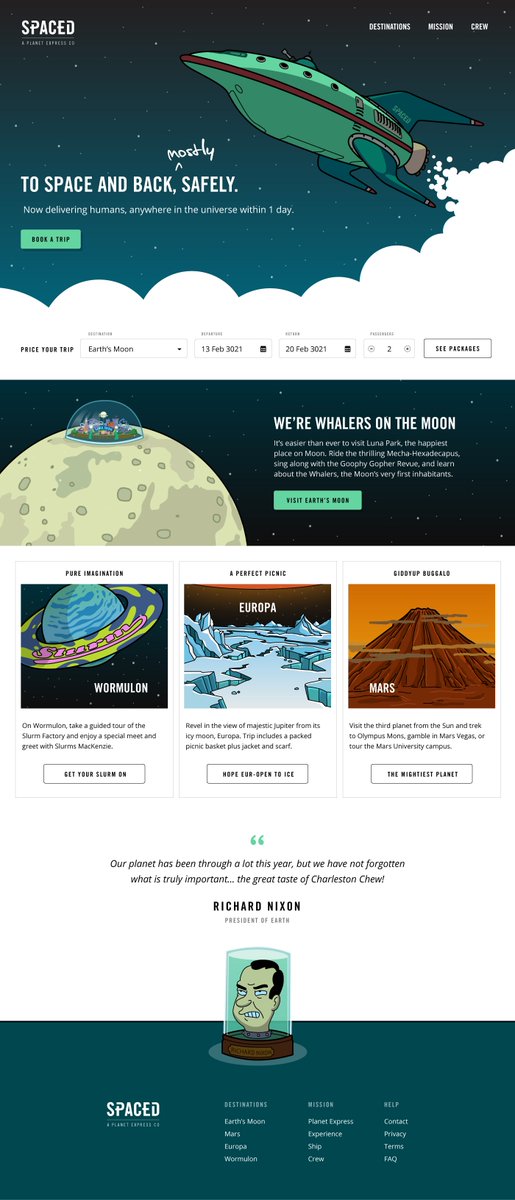 SPACED
A PLANET EXPRESS CO
DESTINATIONS MISSION CREW
SPACED
mostly
TO SPACE AND BACK, SAFELY.
Now delivering humans, anywhere in the universe within 1 day.
BOOK A TRIP
DESTINATION DEPARTURE RETURN PASSENGERS
PRICE YOUR TRIP Earth's Moon 13 Feb 3021 20 Feb 3021 2 SEE PACKAGES
LUNA PARK
WE'RE WHALERS ON THE MOON
It's easier than ever to visit Luna Park, the happiest
place on Moon. Ride the thrilling Mecha-Hexadecapus,
sing along with the Goophy Gopher Revue, and learn
about the Whalers, the Moon's very first inhabitants.
VISIT EARTH'S MOON
PURE IMAGINATION
Slurm
WORMULON
On Wormulon, take a guided tour of the
Slurm Factory and enjoy a special meet and
greet with Slurms MacKenzie.
GET YOUR SLURM ON
A PERFECT PICNIC
EUROPA
Revel in the view of majestic Jupiter from its
icy moon, Europa. Trip includes a packed
picnic basket plus jacket and scarf.
HOPE EUR-OPEN TO ICE
GIDDYUP BUGGALO
MARS
Visit the third planet from the Sun and trek
to Olympus Mons, gamble in Mars Vegas, or
tour the Mars University campus.
THE MIGHTIEST PLANET
“
Our planet has been through a lot this year, but we have not forgotten
what is truly important... the great taste of Charleston Chew!
RICHARD NIXON
PRESIDENT OF EARTH
RICHARD NIXON
SPACED
A PLANET EXPRESS CO
DESTINATIONS
Earth's Moon
Mars
Europa
Wormulon
MISSION
Planet Express
Experience
Ship
Crew
HELP
Contact
Privacy
Terms
FAQ